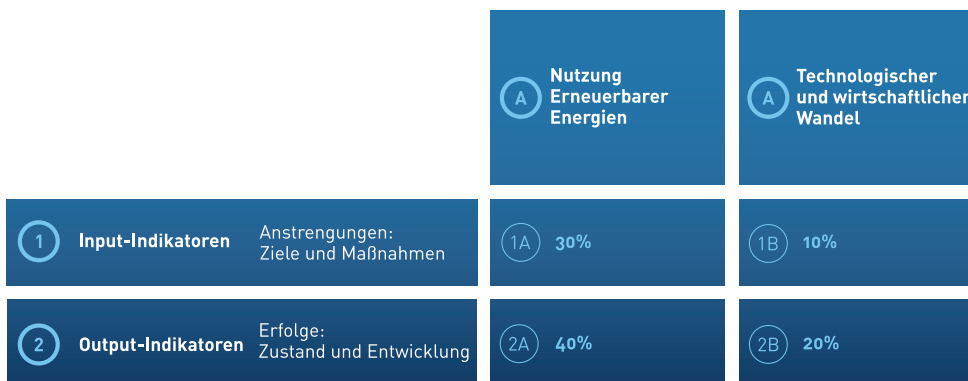 A
Nutzung
Erneuerbarer
Energien
A
Technologischer
und wirtschaftlicher
Wandel
1
Input-Indikatoren
Anstrengungen:
Ziele und Maßnahmen
1A
30%
1B
10%
2
Output-Indikatoren
Erfolge:
Zustand und Entwicklung
2A
40%
2B
20%